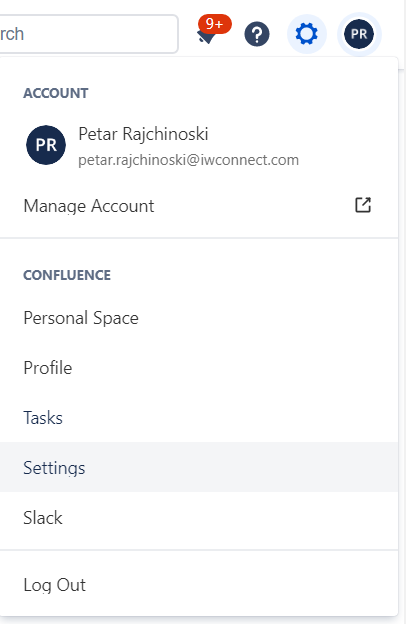 rch
9+
PR
ACCOUNT
PR
Petar Rajchinoski
petar.rajchinoski@iwconnect.com
Manage Account
CONFLUENCE
Personal Space
Profile
Tasks
Settings
Slack
Log Out